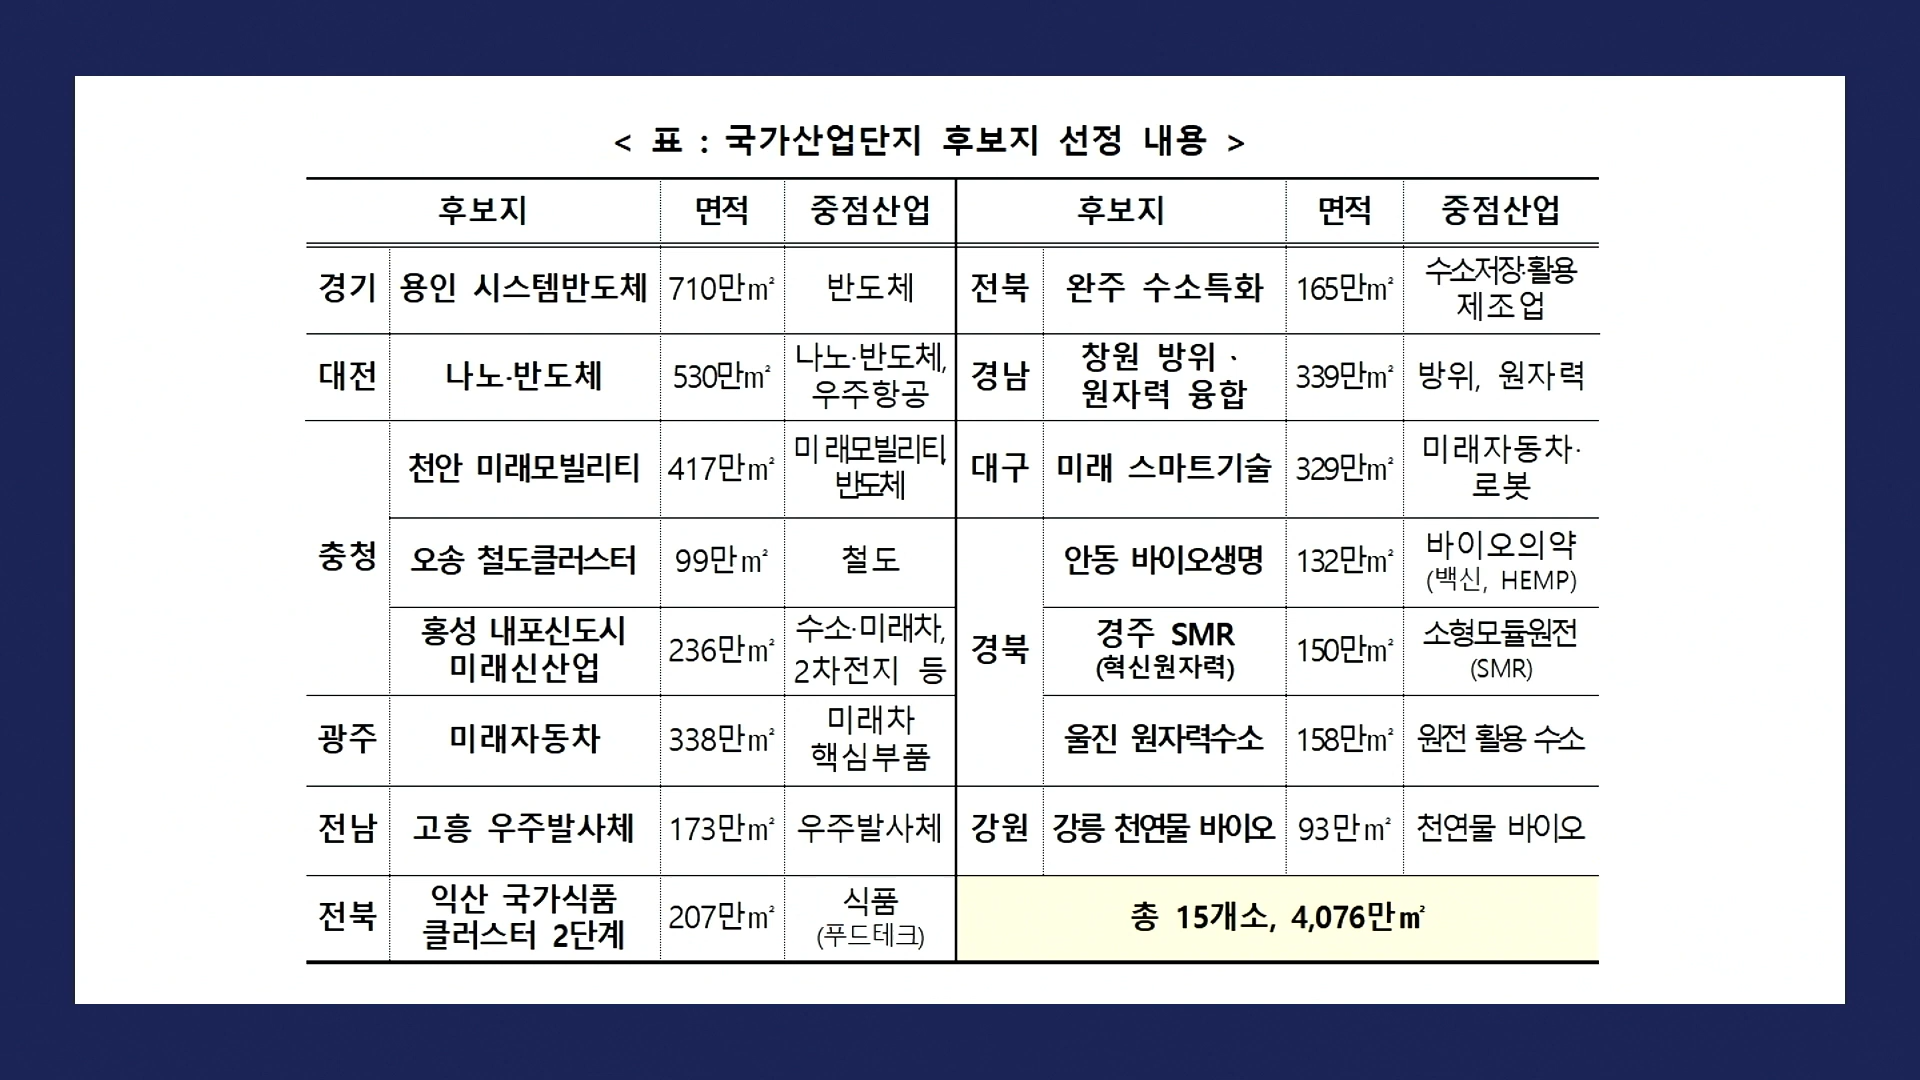 < 표 : 국가산업단지 후보지 선정 내용 >
후보지 면적 중점산업 후보지 면적 중점산업
경기 용인 시스템반도체 710만㎡ 반도체
전북 완주 수소특화 165만㎡ 수소저장·활용
제조업
대전 나노·반도체 530만㎡ 나노·반도체,
우주항공
경남 창원 방위·
원자력 융합 339만㎡ 방위, 원자력
충청 천안 미래모빌리티 417만㎡ 미래모빌리티,
반도체
대구 미래 스마트기술 329만㎡ 미래자동차·
로봇
오송 철도클러스터 99만㎡ 철도
경북 안동 바이오생명 132만㎡ 바이오의약
(백신, HEMP)
홍성 내포신도시
미래신산업 236만㎡ 수소·미래차,
2차전지 등
경주 SMR
(혁신원자력) 150만㎡ 소형모듈원전
(SMR)
광주 미래자동차 338만㎡ 미래차
핵심부품
울진 원자력수소 158만㎡ 원전 활용 수소
전남 고흥 우주발사체 173만㎡ 우주발사체
강원 강릉 천연물 바이오 93만㎡ 천연물 바이오
전북 익산 국가식품
클러스터 2단계 207만㎡ 식품
(푸드테크)
총 15개소, 4,076만㎡